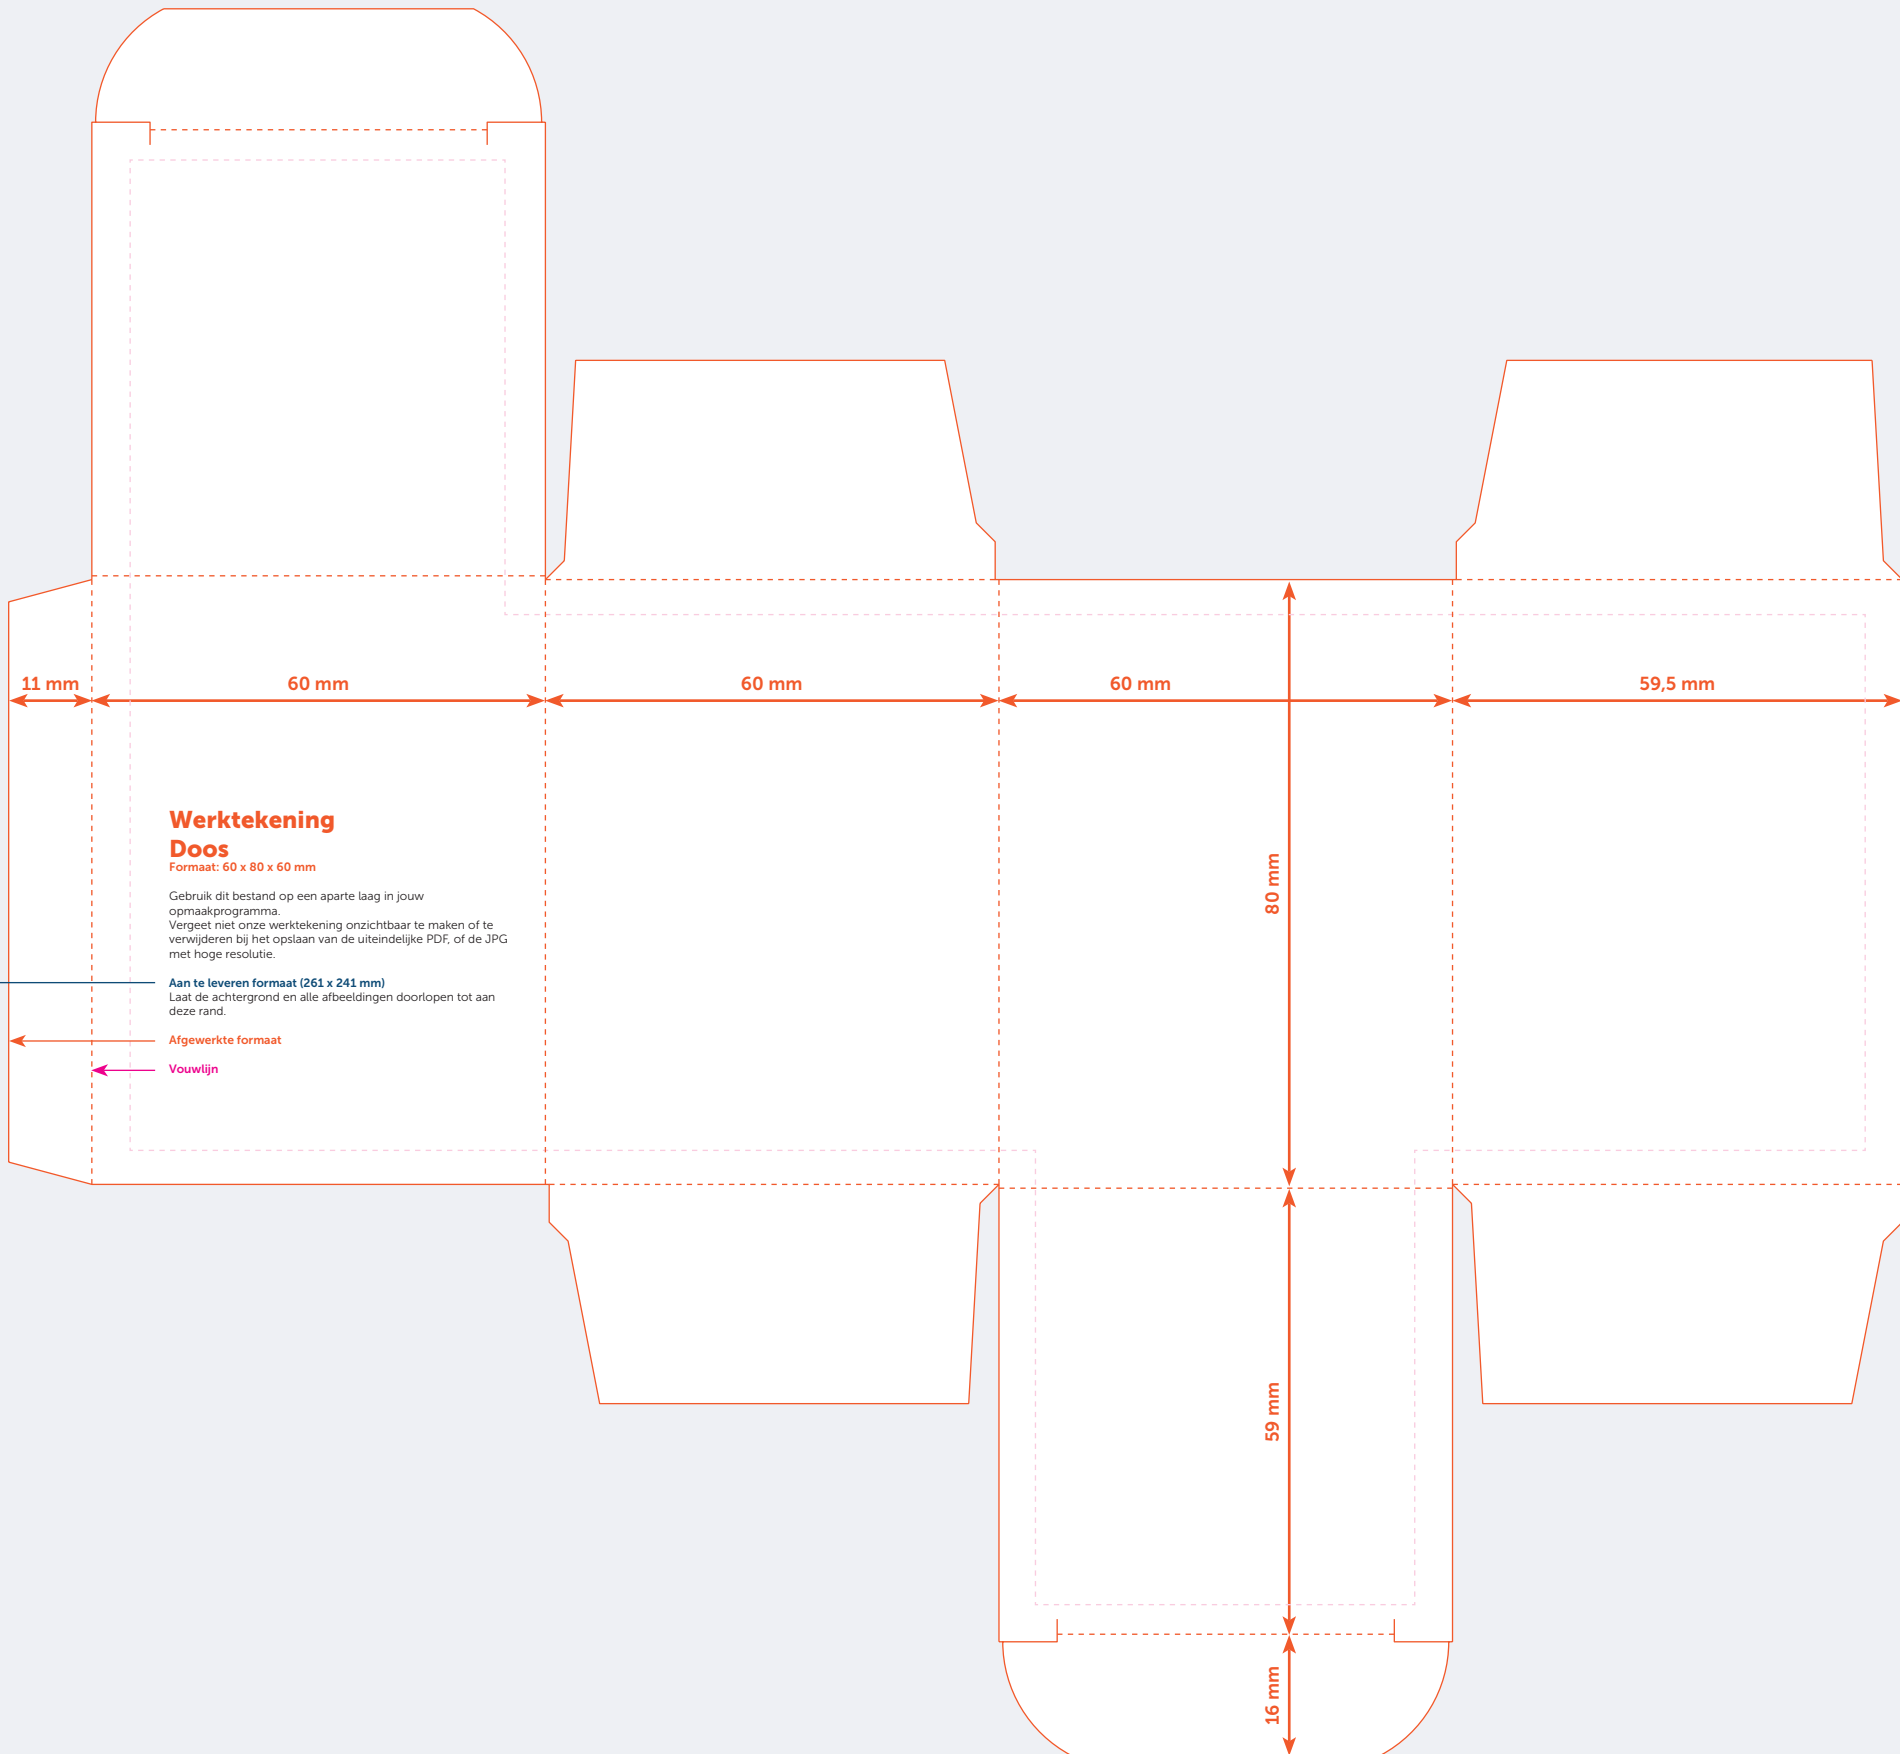 11 mm
60 mm
60 mm
60 mm
59,5 mm
Werktekening
Doos
Formaat: 60 x 80 x 60 mm
Gebruik dit bestand op een aparte laag in jouw
opmaakprogramma.
Vergeet niet onze werktekening onzichtbaar te maken of te
verwijderen bij het opslaan van de uiteindelijke PDF, of de JPG
met hoge resolutie.
Aan te leveren formaat (261 x 241 mm)
Laat de achtergrond en alle afbeeldingen doorlopen tot aan
deze rand.
Afgewerkte formaat
Vouwlijn
80 mm
59 mm
16 mm